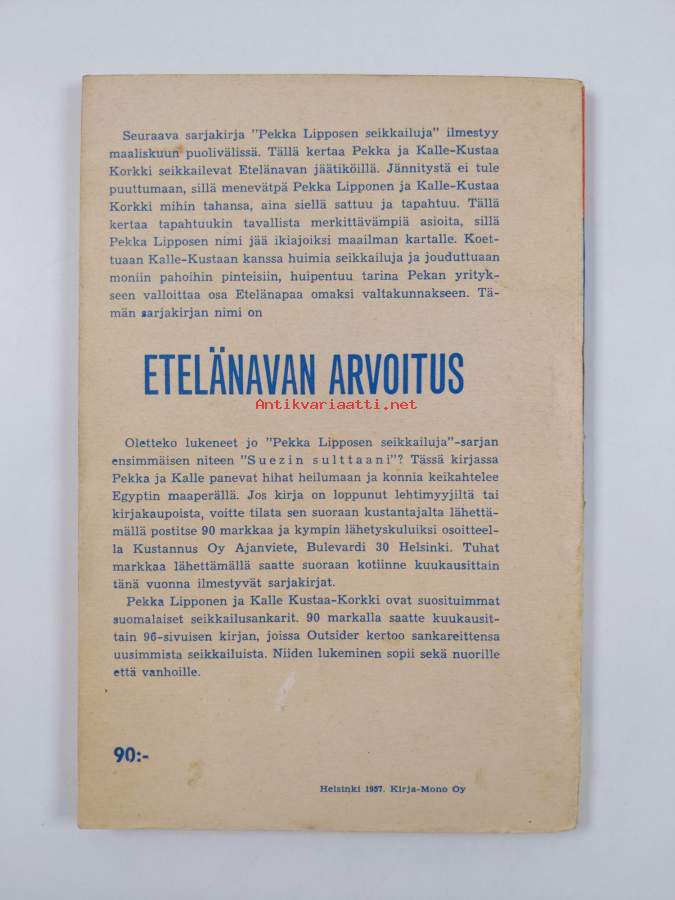 Seuraava sarjakirja "Pekka Lipposen seikkailuja" ilmestyy
maaliskuun puolivälissä. Tällä kertaa Pekka ja Kalle-Kustaa
Korkki seikkailevat Etelänavan jäätiköillä. Jännitystä ei tule
puuttumaan, sillä menevätpä Pekka Lipponen ja Kalle-Kustaa
Korkki mihin tahansa, aina siellä sattuu ja tapahtuu. Tällä
kertaa tapahtuukin tavallista merkittävämpiä asioita, sillä
Pekka Lipposen nimi jää ikiajoiksi maailman kartalle. Koet-
tuaan Kalle-Kustaan kanssa huimia seikkailuja ja jouduttuaan
moniin pahoihin pinteisiin, huipentuu tarina Pekan yrityk-
seen valloittaa osa Etelänapaa omaksi valtakunnakseen. Tä-
män sarjakirjan nimi on
ETELÄNAVAN ARVOITUS
Antikvariaatti.net
Oletteko lukeneet jo "Pekka Lipposen seikkailuja"-sarjan
ensimmäisen niteen "Suezin sulttaani"? Tässä kirjassa
Pekka ja Kalle panevat hihat heilumaan ja konnia keikahtelee
Egyptin maaperällä. Jos kirja on loppunut lehtimyyjiltä tai
kirjakaupoista, voitte tilata sen suoraan kustantajalta lähettä-
mällä postitse 90 markkaa ja kympin lähetyskuluiksi osoitteel-
la Kustannus Oy Ajanviete, Bulevardi 30 Helsinki. Tuhat
markkaa lähettämällä saatte suoraan kotiinne kuukausittain
tänä vuonna ilmestyvät sarjakirjat.
Pekka Lipponen ja Kalle Kustaa-Korkki ovat suosituimmat
suomalaiset seikkailusankarit. 90 markalla saatte kuukausit-
tain 96-sivuisen kirjan, joissa Outsider kertoo sankareittensa
uusimmista seikkailuista. Niiden lukeminen sopii sekä nuorille
että vanhoille.
90:-
Helsinki 1957. Kirja-Mono Oy